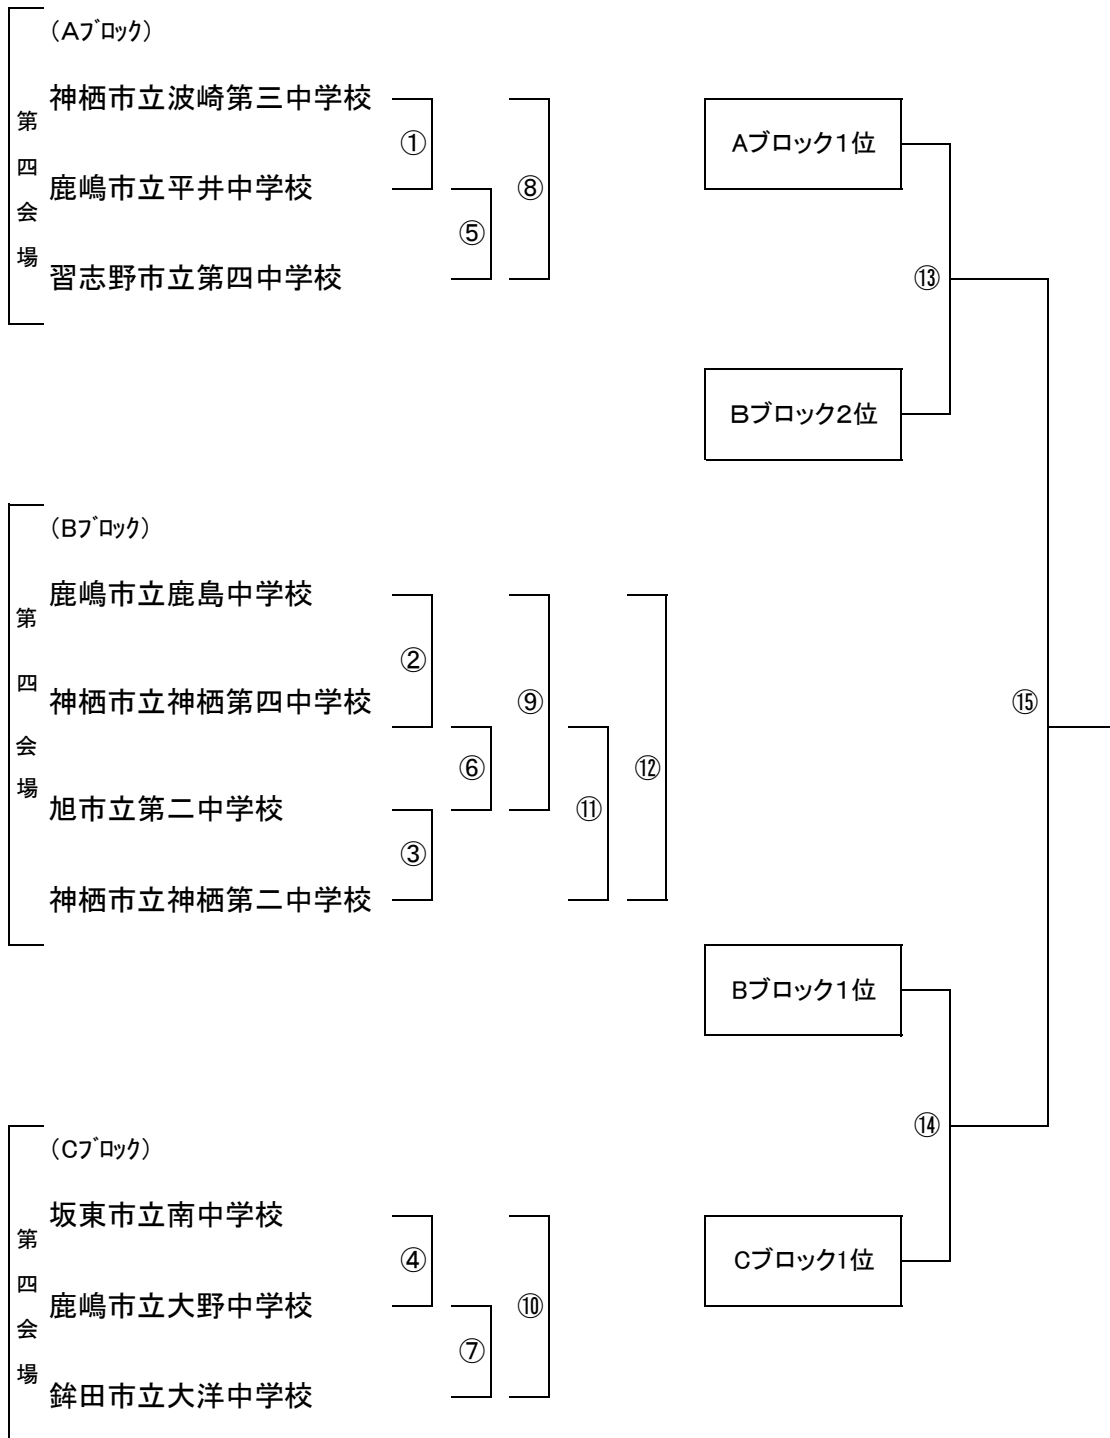 （Aﾌﾞﾛｯｸ）
第四会場
神栖市立波崎第三中学校
鹿嶋市立平井中学校
習志野市立第四中学校
①
⑤
⑧
Aブロック１位
⑬
Ｂブロック２位
（Bﾌﾞﾛｯｸ）
第四会場
鹿嶋市立鹿島中学校
神栖市立神栖第四中学校
旭市立第二中学校
神栖市立神栖第二中学校
②
③
⑥
⑨
⑪
⑫
⑮
Bブロック１位
⑭
（Cﾌﾞﾛｯｸ）
第四会場
坂東市立南中学校
鹿嶋市立大野中学校
鉾田市立大洋中学校
④
⑦
⑩
Cブロック1位